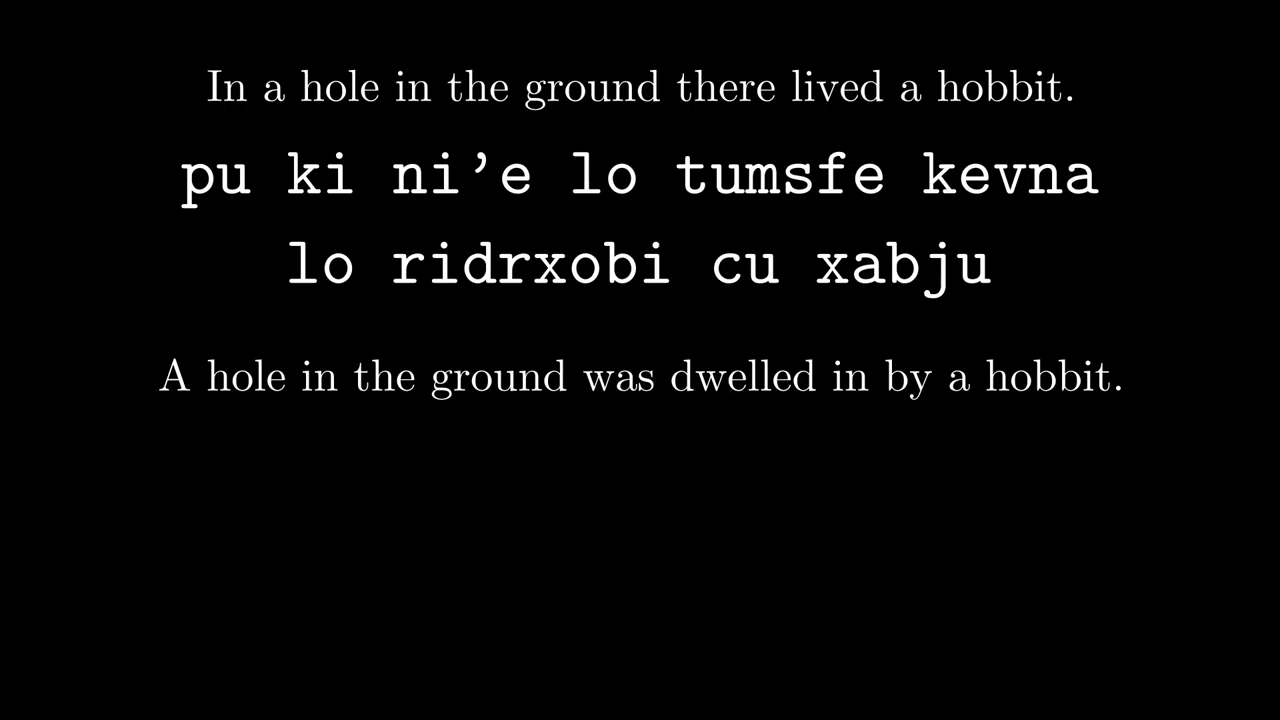 In a hole in the ground there lived a hobbit.
pu ki ni’e lo tumsfe kevna
lo ridrxobi cu xabju
A hole in the ground was dwelled in by a hobbit.